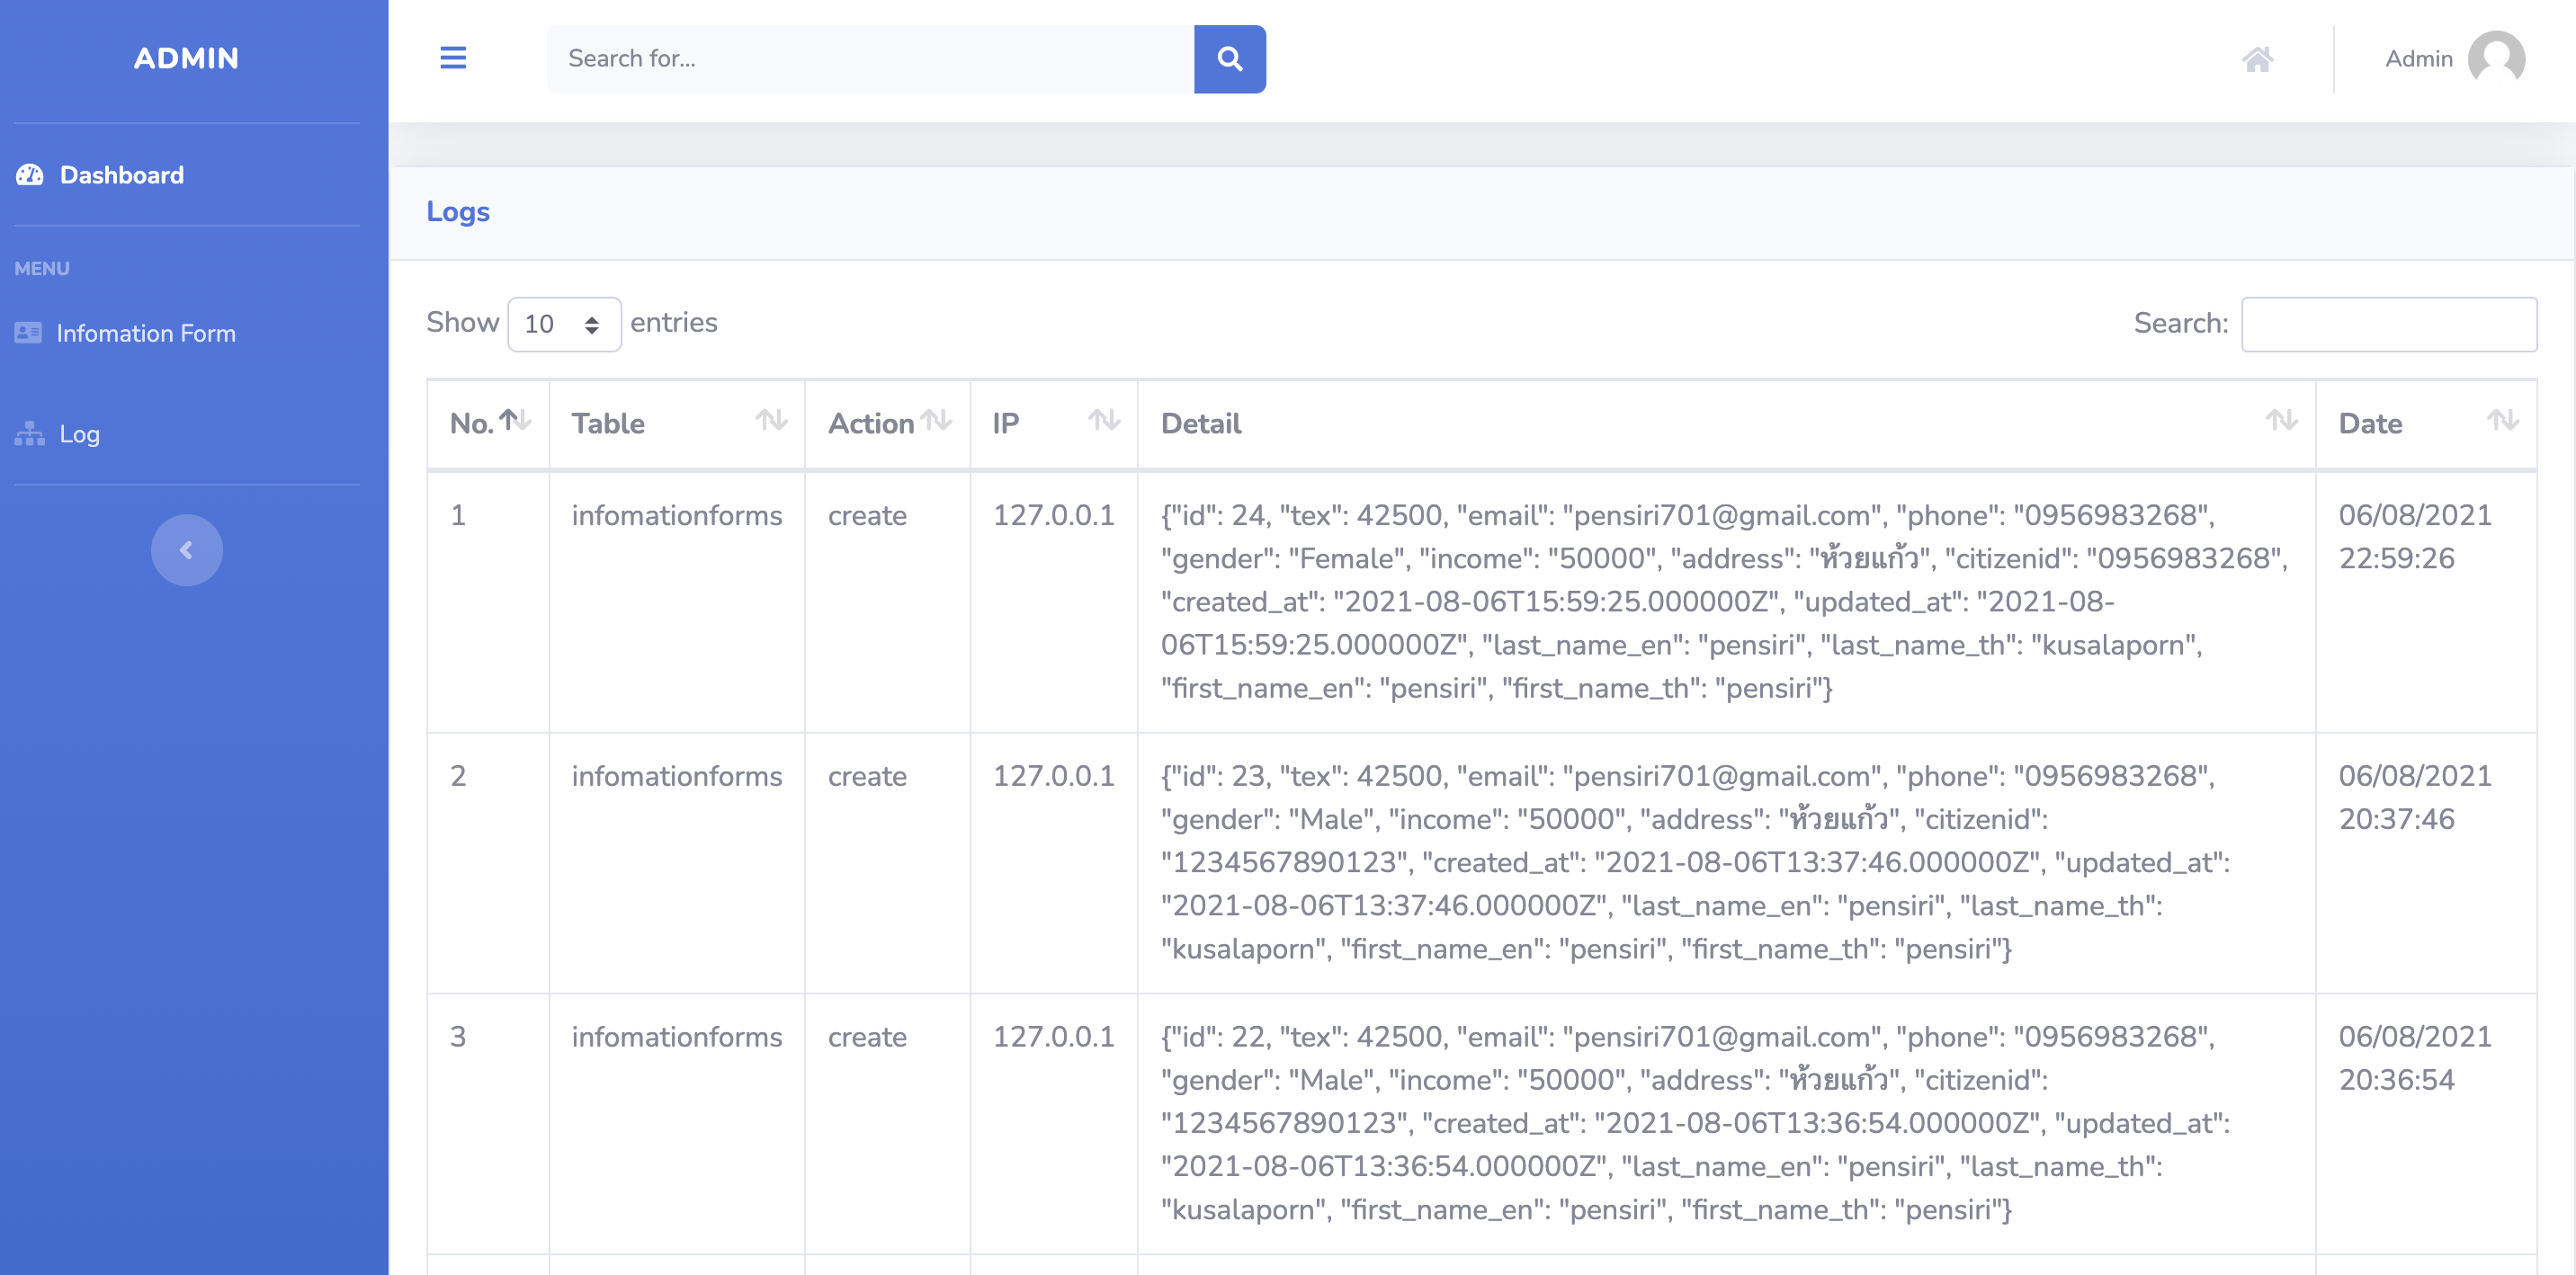 ADMIN
Search for...
Admin
Dashboard
MENU
Infomation Form
Log
Logs
Show 10 entries
Search:
No. Table Action IP Detail Date
1 infomationforms create 127.0.0.1 {"id": 24, "tex": 42500, "email": "pensiri701@gmail.com", "phone": "0956983268", 06/08/2021
"gender": "Female", "income": "50000", "address": "ห้วยแก้ว", "citizenid": "0956983268", 22:59:26
"created_at": "2021-08-06T15:59:25.000000Z", "updated_at": "2021-08-
06T15:59:25.000000Z", "last_name_en": "pensiri", "last_name_th": "kusalaporn",
"first_name_en": "pensiri", "first_name_th": "pensiri"}
2 infomationforms create 127.0.0.1 {"id": 23, "tex": 42500, "email": "pensiri701@gmail.com", "phone": "0956983268", 06/08/2021
"gender": "Male", "income": "50000", "address": "ห้วยแก้ว", "citizenid": 20:37:46
"1234567890123", "created_at": "2021-08-06T13:37:46.000000Z", "updated_at":
"2021-08-06T13:37:46.000000Z", "last_name_en": "pensiri", "last_name_th":
"kusalaporn", "first_name_en": "pensiri", "first_name_th": "pensiri"}
3 infomationforms create 127.0.0.1 {"id": 22, "tex": 42500, "email": "pensiri701@gmail.com", "phone": "0956983268", 06/08/2021
"gender": "Male", "income": "50000", "address": "ห้วยแก้ว", "citizenid": 20:36:54
"1234567890123", "created_at": "2021-08-06T13:36:54.000000Z", "updated_at":
"2021-08-06T13:36:54.000000Z", "last_name_en": "pensiri", "last_name_th":
"kusalaporn", "first_name_en": "pensiri", "first_name_th": "pensiri"}